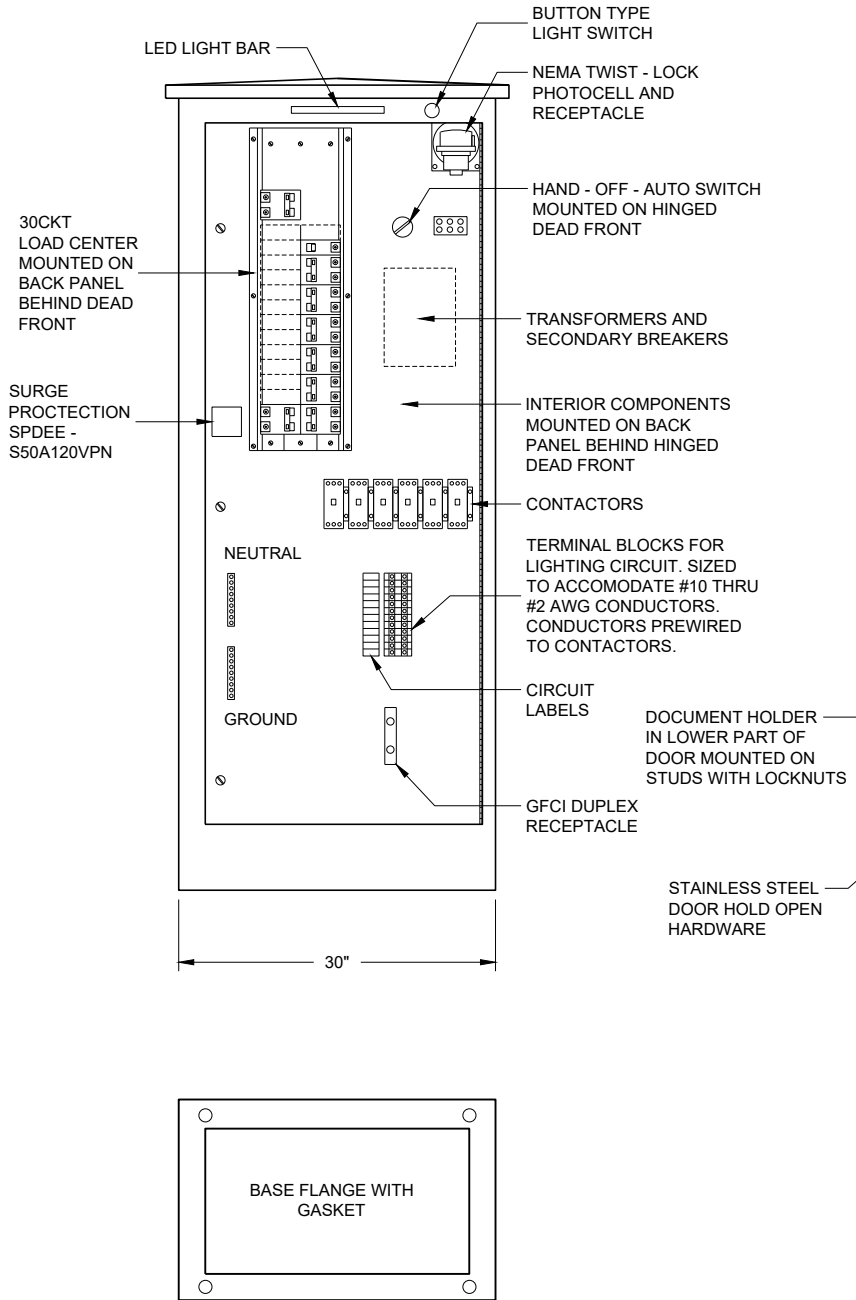 BUTTON TYPE
LIGHT SWITCH
LED LIGHT BAR
NEMA TWIST - LOCK
PHOTOCELL AND
RECEPTACLE
HAND - OFF - AUTO SWITCH
MOUNTED ON HINGED
DEAD FRONT
30CKT
LOAD CENTER
MOUNTED ON
BACK PANEL
BEHIND DEAD
FRONT
TRANSFORMERS AND
SECONDARY BREAKERS
SURGE
PROCTECTION
SPDEE -
S50A120VPN
INTERIOR COMPONENTS
MOUNTED ON BACK
PANEL BEHIND HINGED
DEAD FRONT
CONTACTORS
NEUTRAL
TERMINAL BLOCKS FOR
LIGHTING CIRCUIT. SIZED
TO ACCOMODATE #10 THRU
#2 AWG CONDUCTORS.
CONDUCTORS PREWIRED
TO CONTACTORS.
CIRCUIT
LABELS
GROUND
DOCUMENT HOLDER
IN LOWER PART OF
DOOR MOUNTED ON
STUDS WITH LOCKNUTS
GFCI DUPLEX
RECEPTACLE
STAINLESS STEEL
DOOR HOLD OPEN
HARDWARE
30"
BASE FLANGE WITH
GASKET